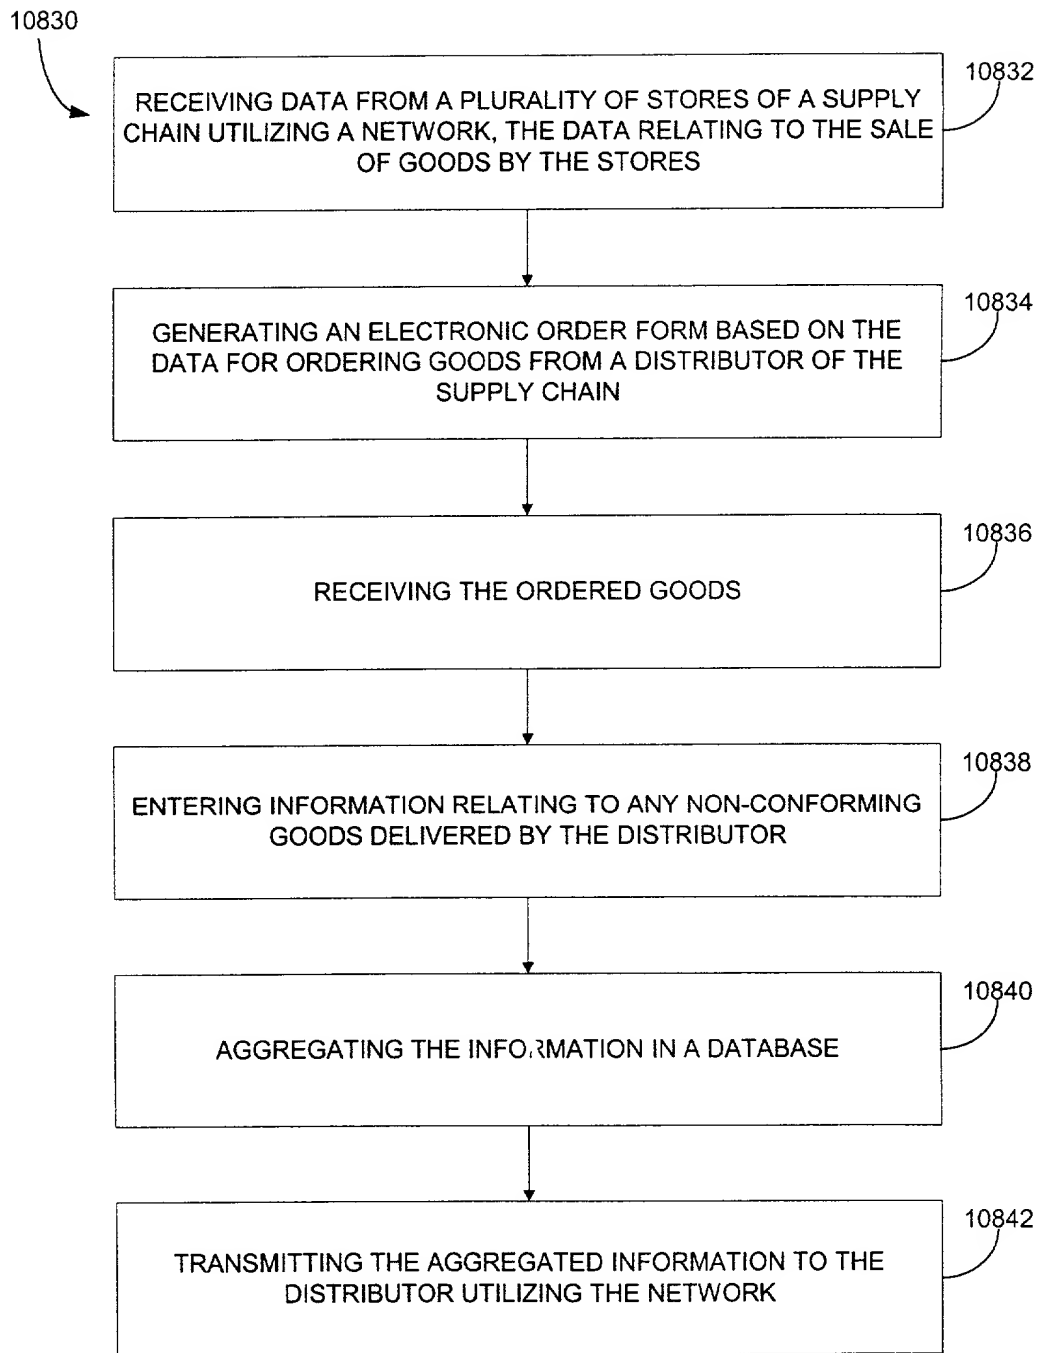 10830
10832
RECEIVING DATA FROM A PLURALITY OF STORES OF A SUPPLY
CHAIN UTILIZING A NETWORK, THE DATA RELATING TO THE SALE
OF GOODS BY THE STORES
10834
GENERATING AN ELECTRONIC ORDER FORM BASED ON THE
DATA FOR ORDERING GOODS FROM A DISTRIBUTOR OF THE
SUPPLY CHAIN
10836
RECEIVING THE ORDERED GOODS
10838
ENTERING INFORMATION RELATING TO ANY NON-CONFORMING
GOODS DELIVERED BY THE DISTRIBUTOR
10840
AGGREGATING THE INFORMATION IN A DATABASE
10842
TRANSMITTING THE AGGREGATED INFORMATION TO THE
DISTRIBUTOR UTILIZING THE NETWORK